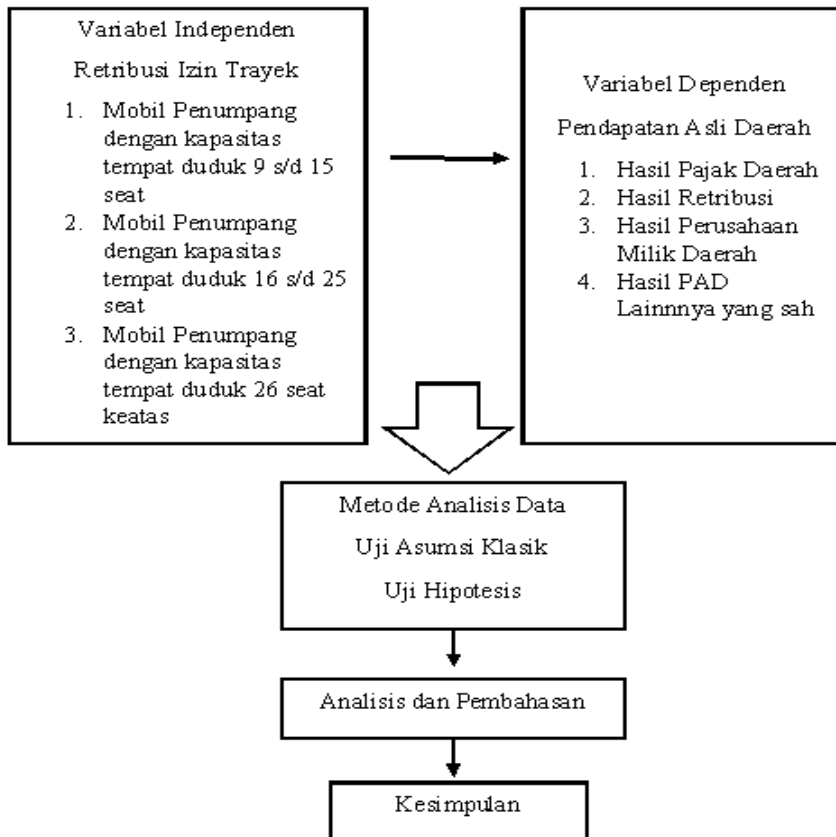 Variabel Independen
Retribusi Izin Trayek
1. Mobil Penumpang
dengan kapasitas
tempat duduk 9 s/d 15
seat
2. Mobil Penumpang
dengan kapasitas
tempat duduk 16 s/d 25
seat
3. Mobil Penumpang
dengan kapasitas
tempat duduk 26 seat
keatas
Variabel Dependen
Pendapatan Asli Daerah
1. Hasil Pajak Daerah
2. Hasil Retribusi
3. Hasil Perusahaan
Milik Daerah
4. Hasil PAD
Lainnnya yang sah
Metode Analisis Data
Uji Asumsi Klasik
Uji Hipotesis
Analisis dan Pembahasan
Kesimpulan